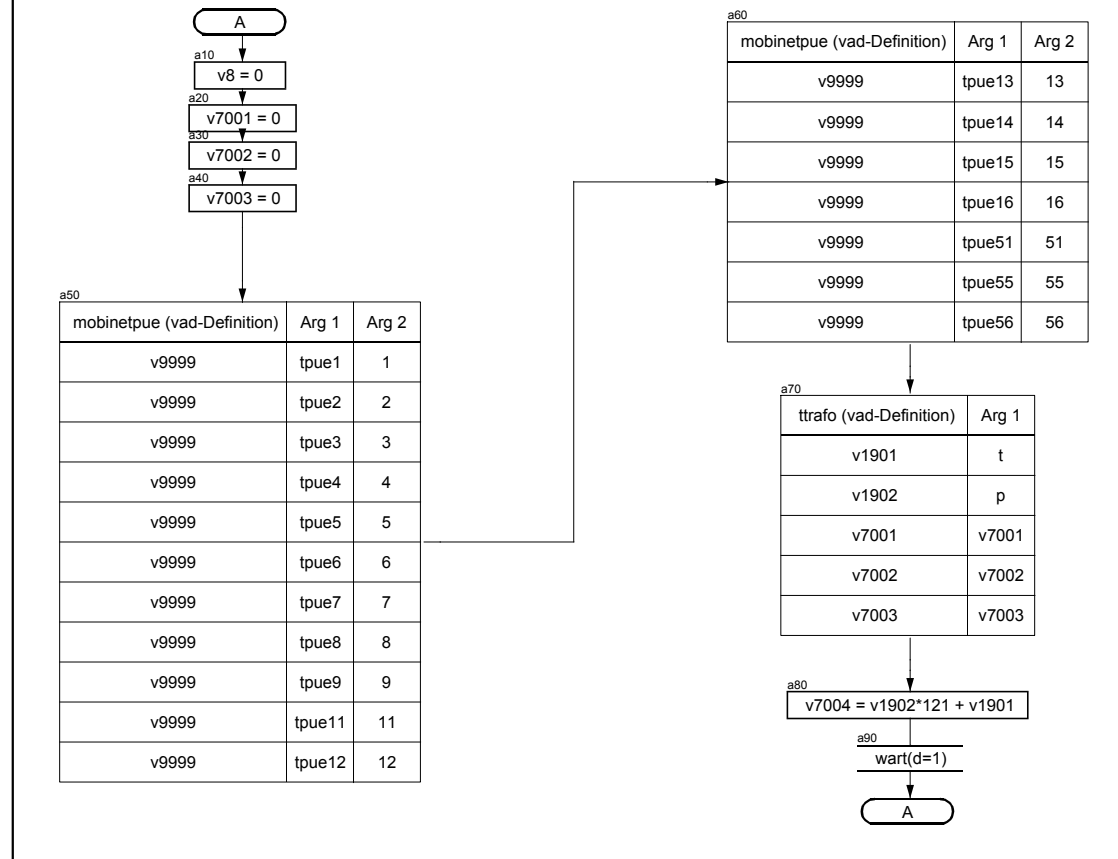 A
a10
v8 = 0
a20
v7001 = 0
a30
v7002 = 0
a40
v7003 = 0
a50
mobinetpue (vad-Definition) Arg 1 Arg 2
v9999 tpue1 1
v9999 tpue2 2
v9999 tpue3 3
v9999 tpue4 4
v9999 tpue5 5
v9999 tpue6 6
v9999 tpue7 7
v9999 tpue8 8
v9999 tpue9 9
v9999 tpue11 11
v9999 tpue12 12
a60
mobinetpue (vad-Definition) Arg 1 Arg 2
v9999 tpue13 13
v9999 tpue14 14
v9999 tpue15 15
v9999 tpue16 16
v9999 tpue51 51
v9999 tpue55 55
v9999 tpue56 56
a70
ttrafo (vad-Definition) Arg 1
v1901 t
v1902 p
v7001 v7001
v7002 v7002
v7003 v7003
a80
v7004 = v1902*121 + v1901
a90
wart(d=1)
A